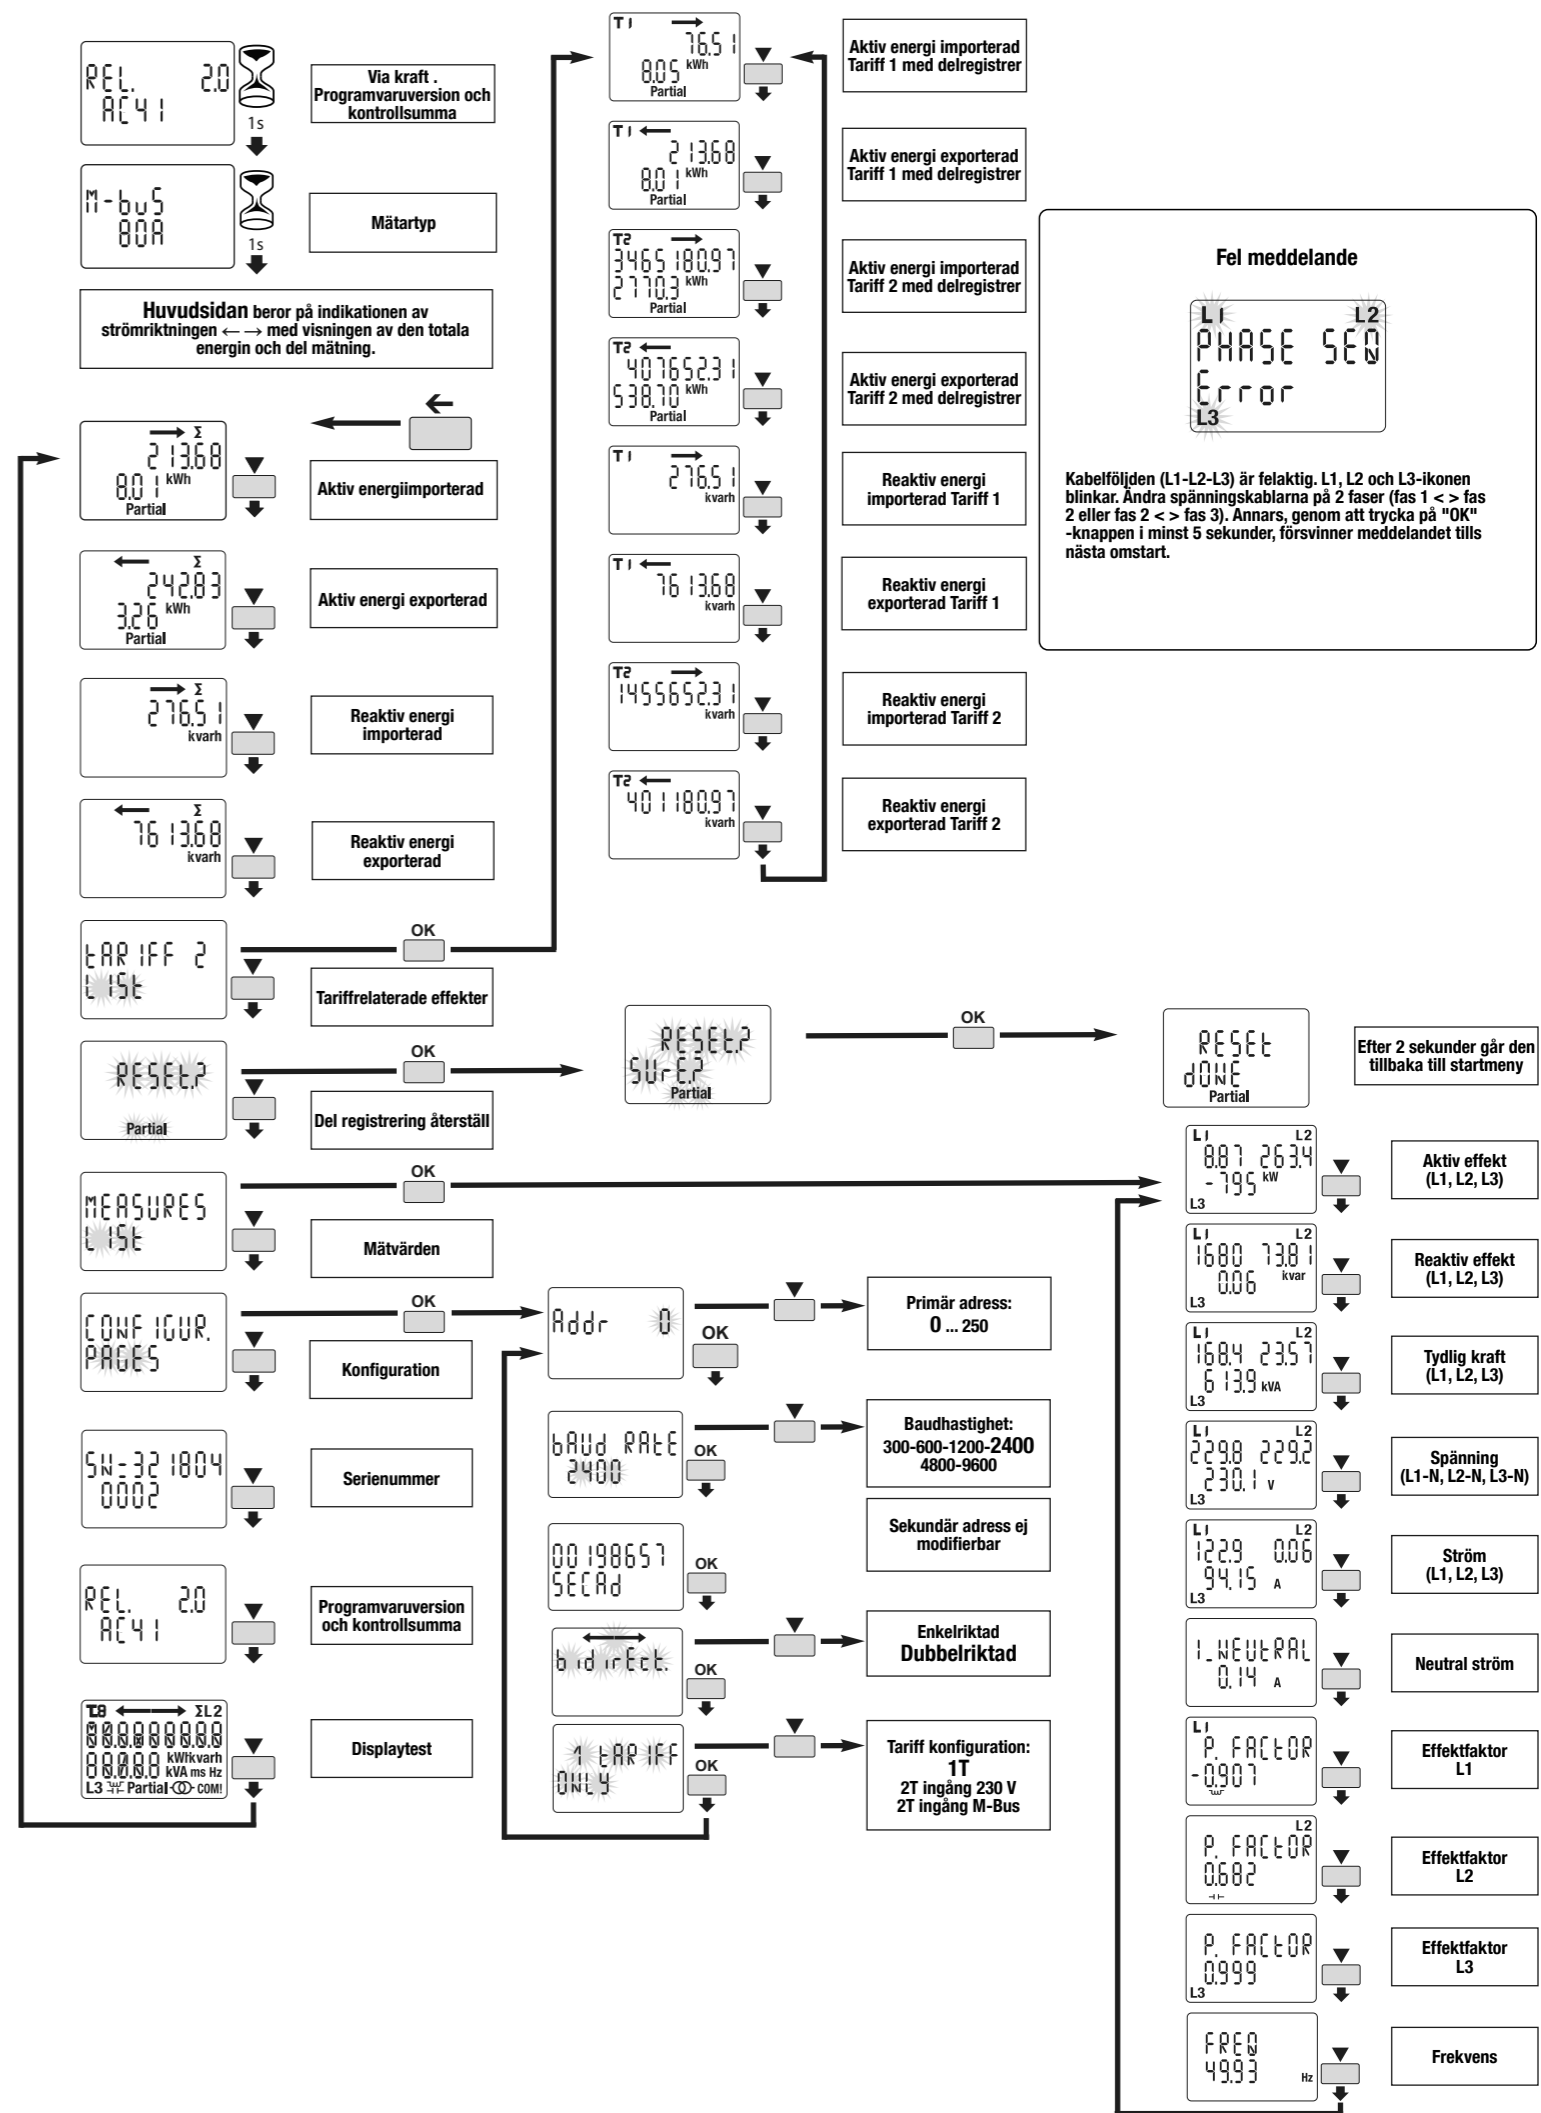 REL. 2.0
AC41
1s
Via kraft .
Programvaruversion och
kontrollsumma
M-buS
80A
1s
Mätartyp
Huvudsidan beror på indikationen av
strömriktningen ←→ med visningen av den totala
energin och del mätning.
Σ
213.68
8.01 kWh
Partial
Aktiv energiimporterad
Σ
242.83
3.26 kWh
Partial
Aktiv energi exporterad
Σ
276.51
kvarh
Reaktiv energi
importerad
Σ
7613.68
kvarh
Reaktiv energi
exporterad
tARIFF 2
LISt
OK
Tariffrelaterade effekter
RESEt.?
Partial
OK
Del registrering återställ
RESEt.?
SUrE.?
Partial
OK
RESEt
dONE
Partial
Efter 2 sekunder går den
tillbaka till startmeny
MEASURES
LISt
OK
Mätvärden
CONFIGUR.
PAGES
OK
Konfiguration
SN-321804
0002
Serienummer
REL. 2.0
AC41
Programvaruversion
och kontrollsumma
T.8 ΣL2
kWhkvarh
kVA ms Hz
L3 Partial COM!
Displaytest
T1
76.51
8.05 kWh
Partial
Aktiv energi importerad
Tariff 1 med delregistrer
T1
213.68
8.01 kWh
Partial
Aktiv energi exporterad
Tariff 1 med delregistrer
T2
3465180.97
2770.3 kWh
Partial
Aktiv energi importerad
Tariff 2 med delregistrer
T2
407652.31
538.70 kWh
Partial
Aktiv energi exporterad
Tariff 2 med delregistrer
T1
276.51
kvarh
Reaktiv energi
importerad Tariff 1
T1
7613.68
kvarh
Reaktiv energi
exporterad Tariff 1
T2
1455652.31
kvarh
Reaktiv energi
importerad Tariff 2
T2
401180.97
kvarh
Reaktiv energi
exporterad Tariff 2
Fel meddelande
L1 L2
PHASE SEQ
Error
L3
Kabelföljden (L1-L2-L3) är felaktig. L1, L2 och L3-ikonen
blinkar. Ändra spänningskablarna på 2 faser (fas 1 < > fas
2 eller fas 2 < > fas 3). Annars, genom att trycka på "OK"
-knappen i minst 5 sekunder, försvinner meddelandet tills
nästa omstart.
Addr 0
OK
Primär adress:
0 ... 250
bAUd RAtE
2400
OK
Baudhastighet:
300-600-1200-2400
4800-9600
00198657
SECAd
OK
Sekundär adress ej
modifierbar
bidirEct.
OK
Enkelriktad
Dubbelriktad
1 tARIFF
ONLY
OK
Tariff konfiguration:
1T
2T ingång 230 V
2T ingång M-Bus
L1 L2
8.87 263.4
-795 kW
L3
Aktiv effekt
(L1, L2, L3)
L1 L2
1680 73.81
0.06 kvar
L3
Reaktiv effekt
(L1, L2, L3)
L1 L2
168.4 23.57
613.9 kVA
L3
Tydlig kraft
(L1, L2, L3)
L1 L2
229.8 229.2
230.1 V
L3
Spänning
(L1-N, L2-N, L3-N)
L1 L2
122.9 0.06
94.15 A
L3
Ström
(L1, L2, L3)
I_NEUtRAL
0.14 A
Neutral ström
L1
P. FACtOR
-0.907
Effektfaktor
L1
L2
P. FACtOR
0.682
Effektfaktor
L2
P. FACtOR
0.999
L3
Effektfaktor
L3
FREQ
49.93 Hz
Frekvens